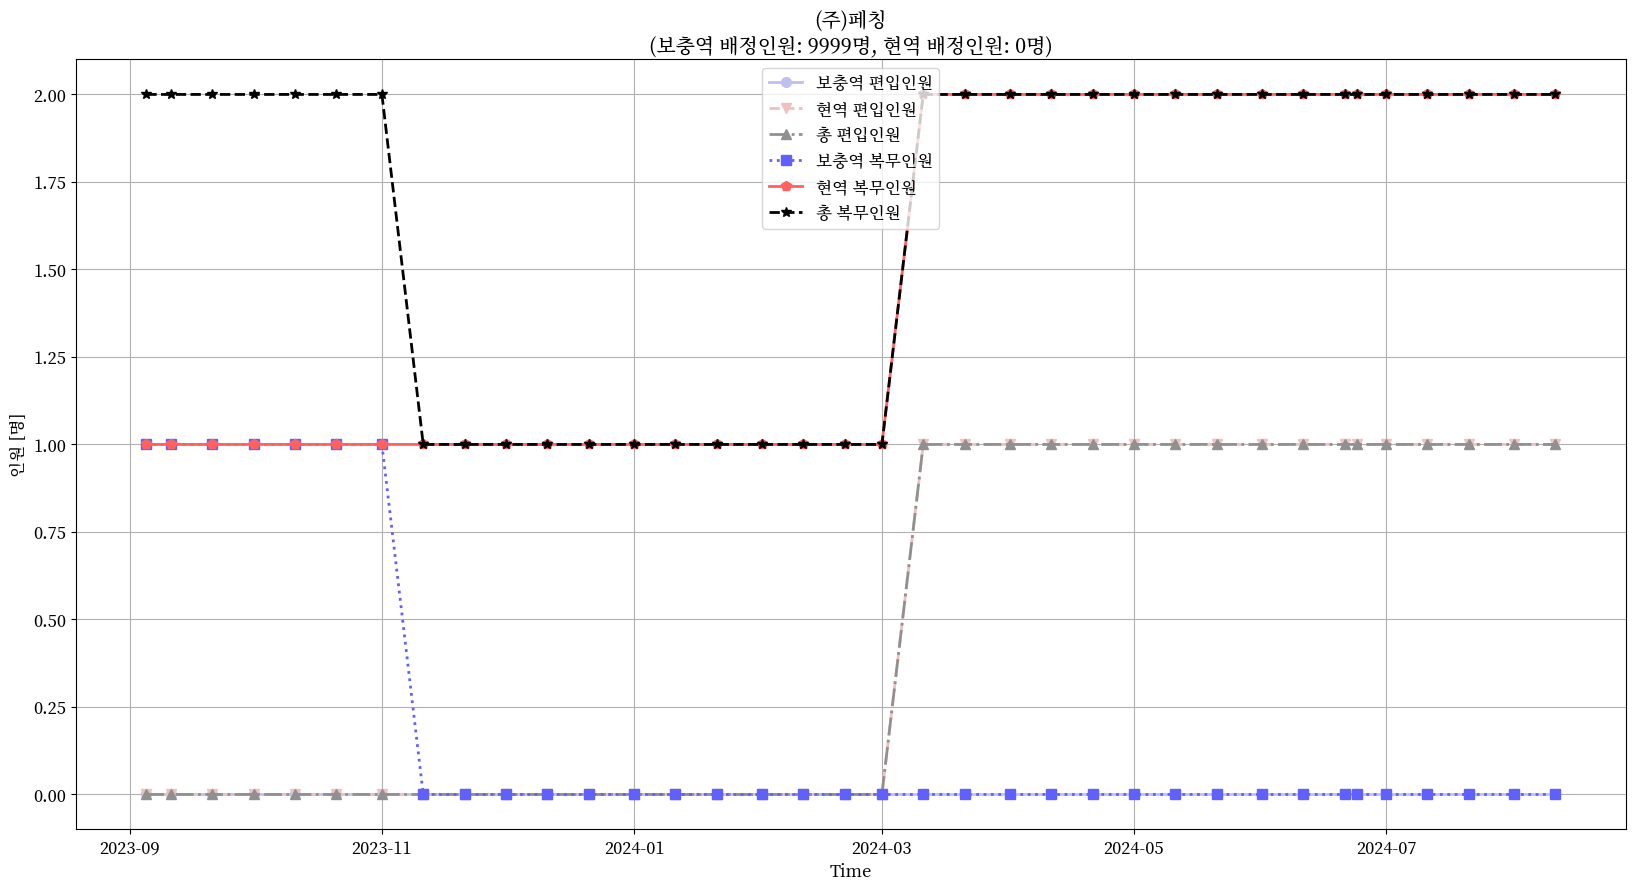 (주)페칭
(보충역 배정인원: 9999명, 현역 배정인원: 0명)
보충역 편입인원
현역 편입인원
총 편입인원
보충역 복무인원
현역 복무인원
총 복무인원
2.00
1.75
1.50
1.25
1.00
0.75
0.50
0.25
0.00
인원 [명]
2023-09
2023-11
2024-01
2024-03
2024-05
2024-07
Time